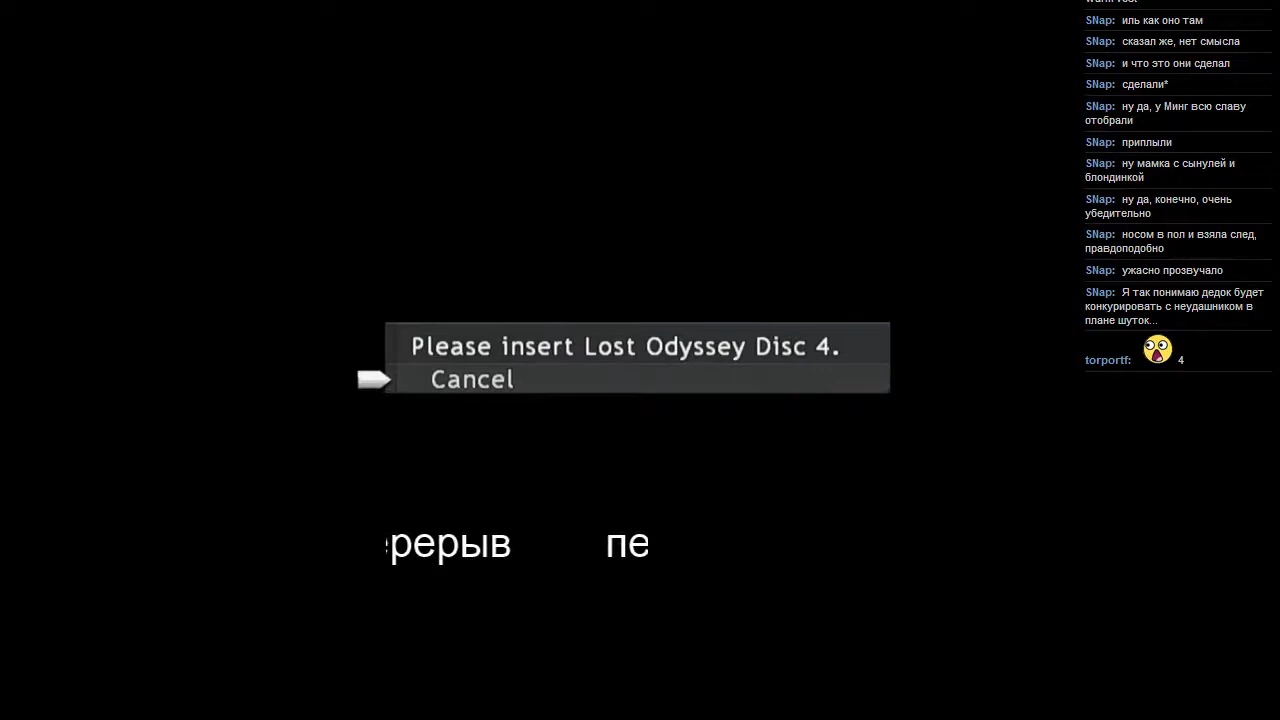 SNap: иль как оно там
SNap: сказал же, нет смысла
SNap: и что это они сделал
SNap: сделали*
SNap: ну да, у Минг всю славу
отобрали
SNap: приплыли
SNap: ну мамка с сынулей и
блондинкой
SNap: ну да, конечно, очень
убедительно
SNap: носом в пол и взяла след,
правдоподобно
SNap: ужасно прозвучало
SNap: Я так понимаю дедок будет
конкурировать с неудашником в
плане шуток...
torportf: 4
Please insert Lost Odyssey Disc 4.
Cancel
ерерыв пе